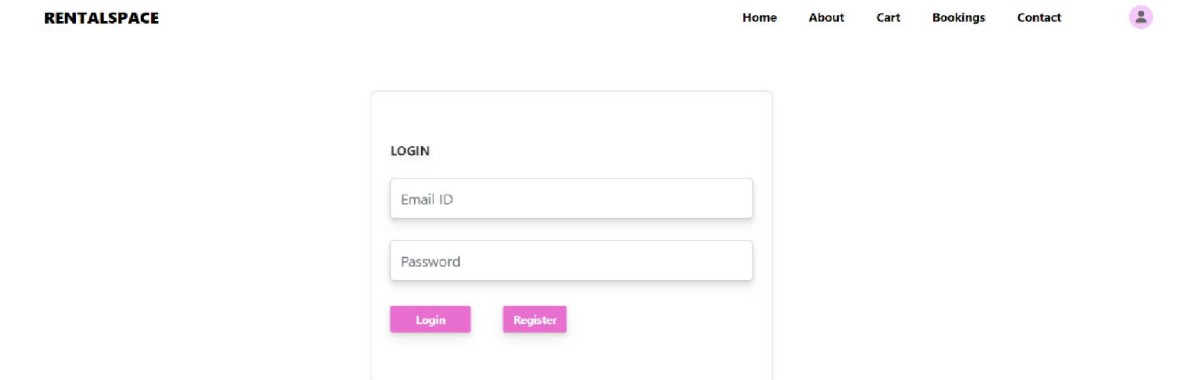 RENTALSPACE Home About Cart Bookings Contact
LOGIN
Email ID
Password
Login Register